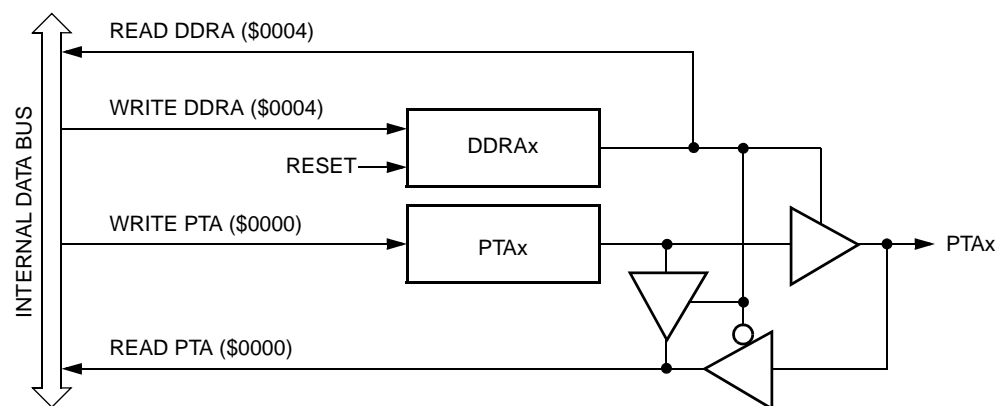 READ DDRA ($0004)
WRITE DDRA ($0004)
DDRAx
RESET
WRITE PTA ($0000)
PTAx
PTAx
READ PTA ($0000)
INTERNAL DATA BUS